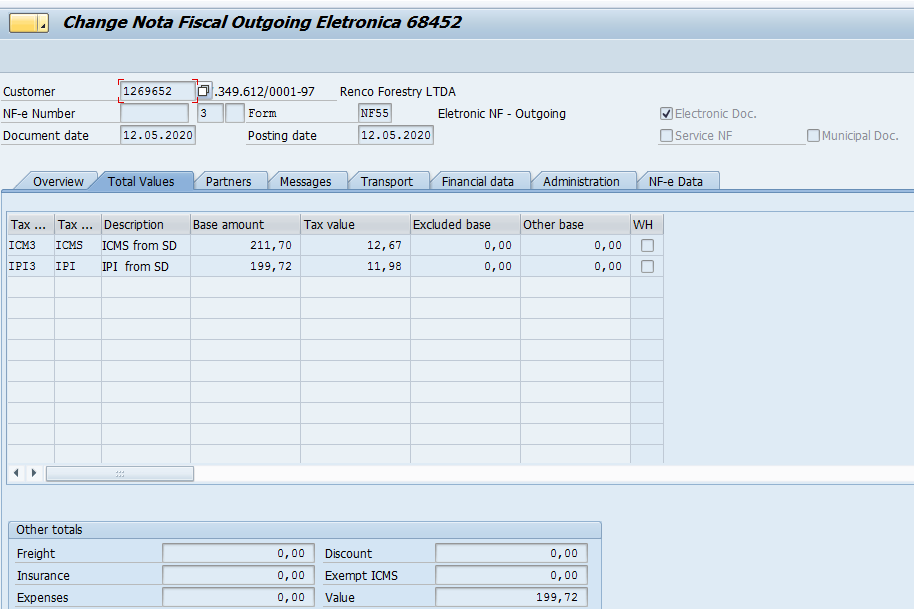 Change Nota Fiscal Outgoing Eletronica 68452
Customer 1269652 .349.612/0001-97 Renco Forestry LTDA
NF-e Number 3 Form NF55 Eletronic NF - Outgoing Electronic Doc.
Document date 12.05.2020 Posting date 12.05.2020 Service NF Municipal Doc.
Overview Total Values Partners Messages Transport Financial data Administration NF-e Data
Tax ... Tax ... Description Base amount Tax value Excluded base Other base WH
ICM3 ICMS ICMS from SD 211,70 12,67 0,00 0,00
IPI3 IPI IPI from SD 199,72 11,98 0,00 0,00
Other totals
Freight 0,00 Discount 0,00
Insurance 0,00 Exempt ICMS 0,00
Expenses 0,00 Value 199,72